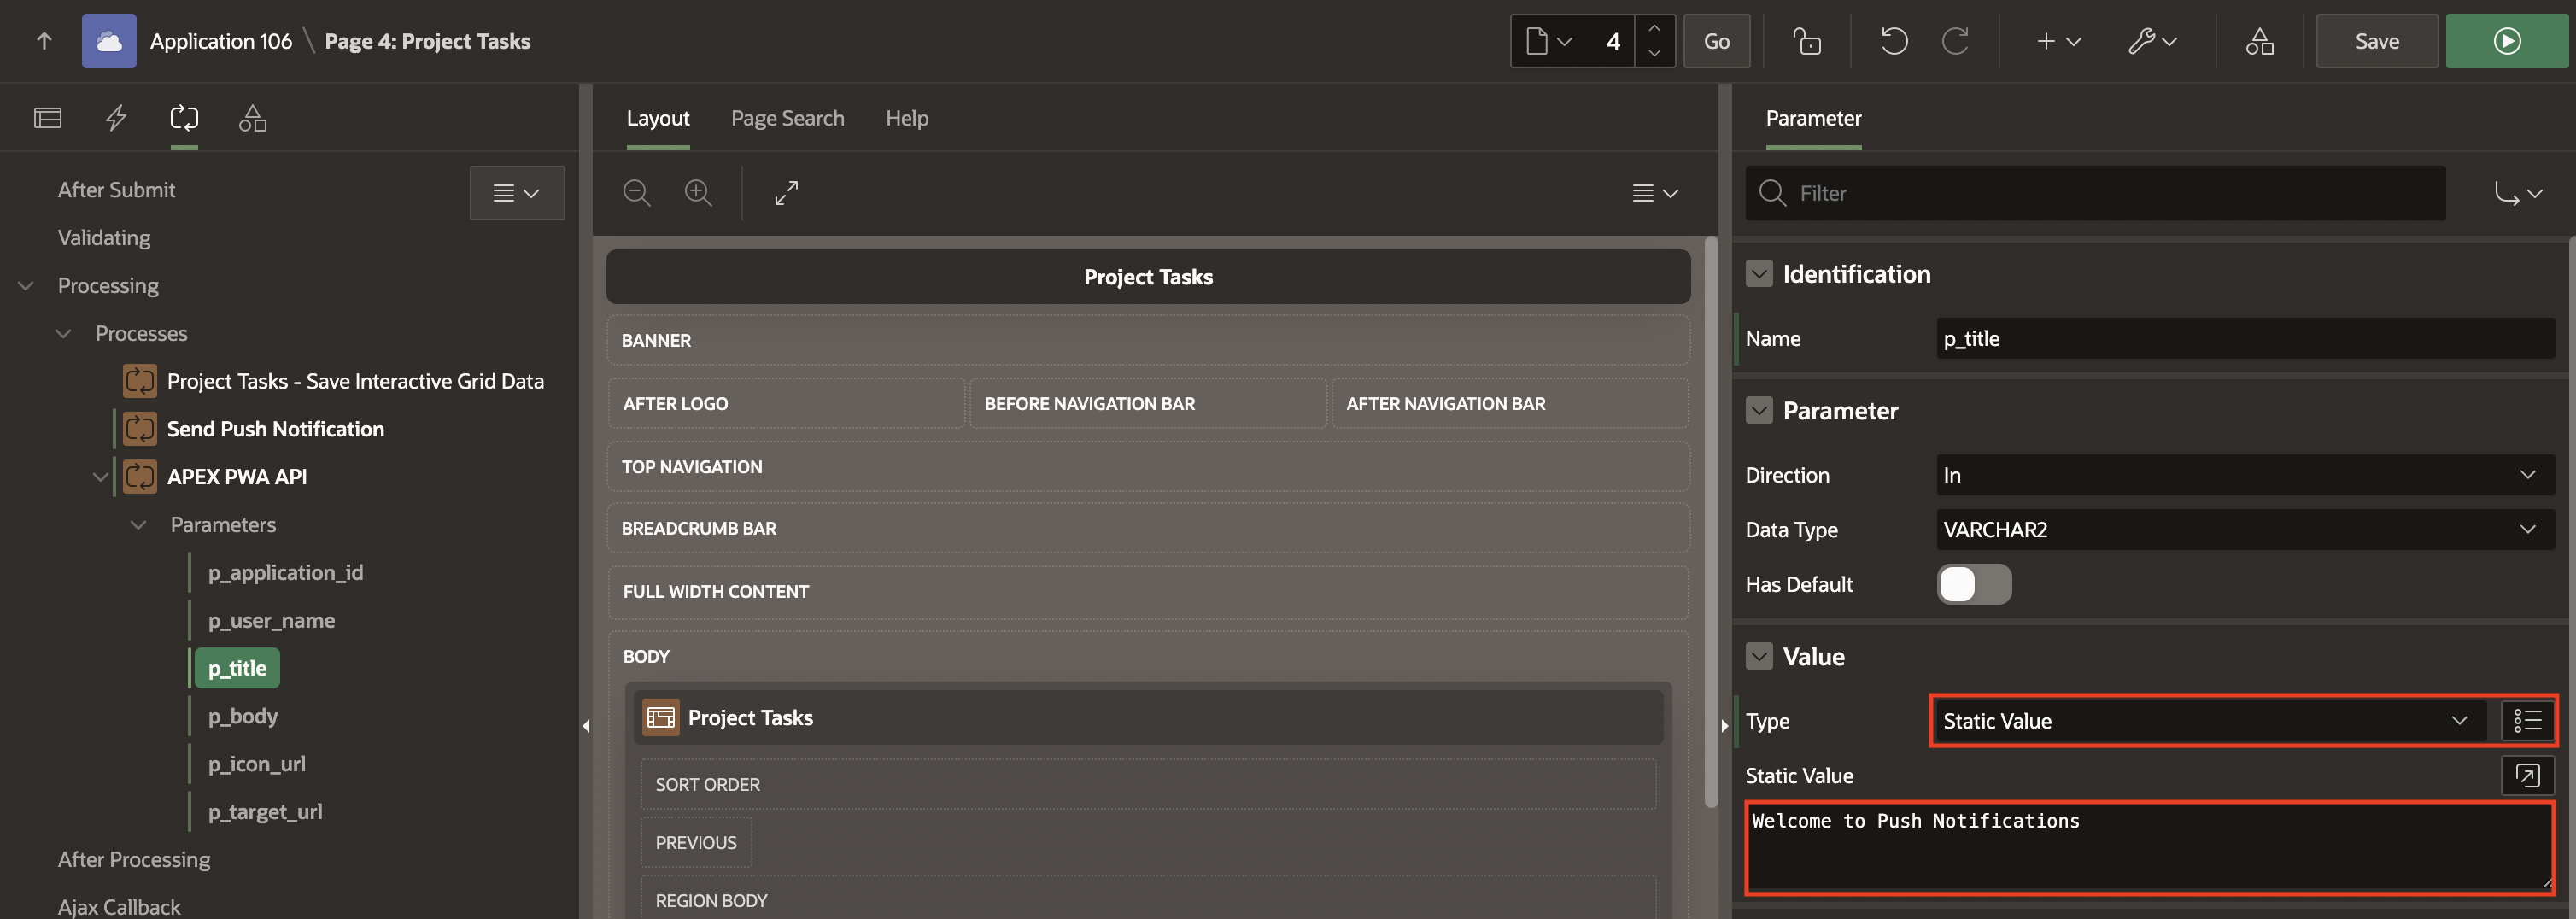 Application 106 \ Page 4: Project Tasks
4
Go
Save
After Submit
Validating
Processing
Processes
Project Tasks - Save Interactive Grid Data
Send Push Notification
APEX PWA API
Parameters
p_application_id
p_user_name
p_title
p_body
p_icon_url
p_target_url
After Processing
Ajax Callback
Layout
Page Search
Help
Project Tasks
BANNER
AFTER LOGO
BEFORE NAVIGATION BAR
AFTER NAVIGATION BAR
TOP NAVIGATION
BREADCRUMB BAR
FULL WIDTH CONTENT
BODY
Project Tasks
SORT ORDER
PREVIOUS
REGION BODY
Parameter
Filter
Identification
Name
p_title
Parameter
Direction
In
Data Type
VARCHAR2
Has Default
Value
Type
Static Value
Static Value
Welcome to Push Notifications